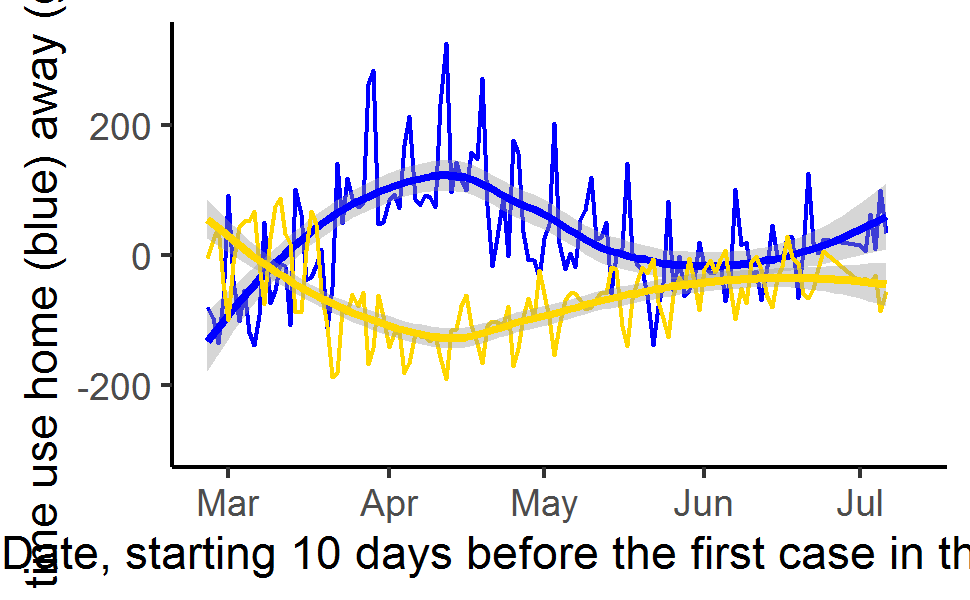 time use home (blue) away (
200
0
-200
Mar Apr May Jun Jul
Date, starting 10 days before the first case in th